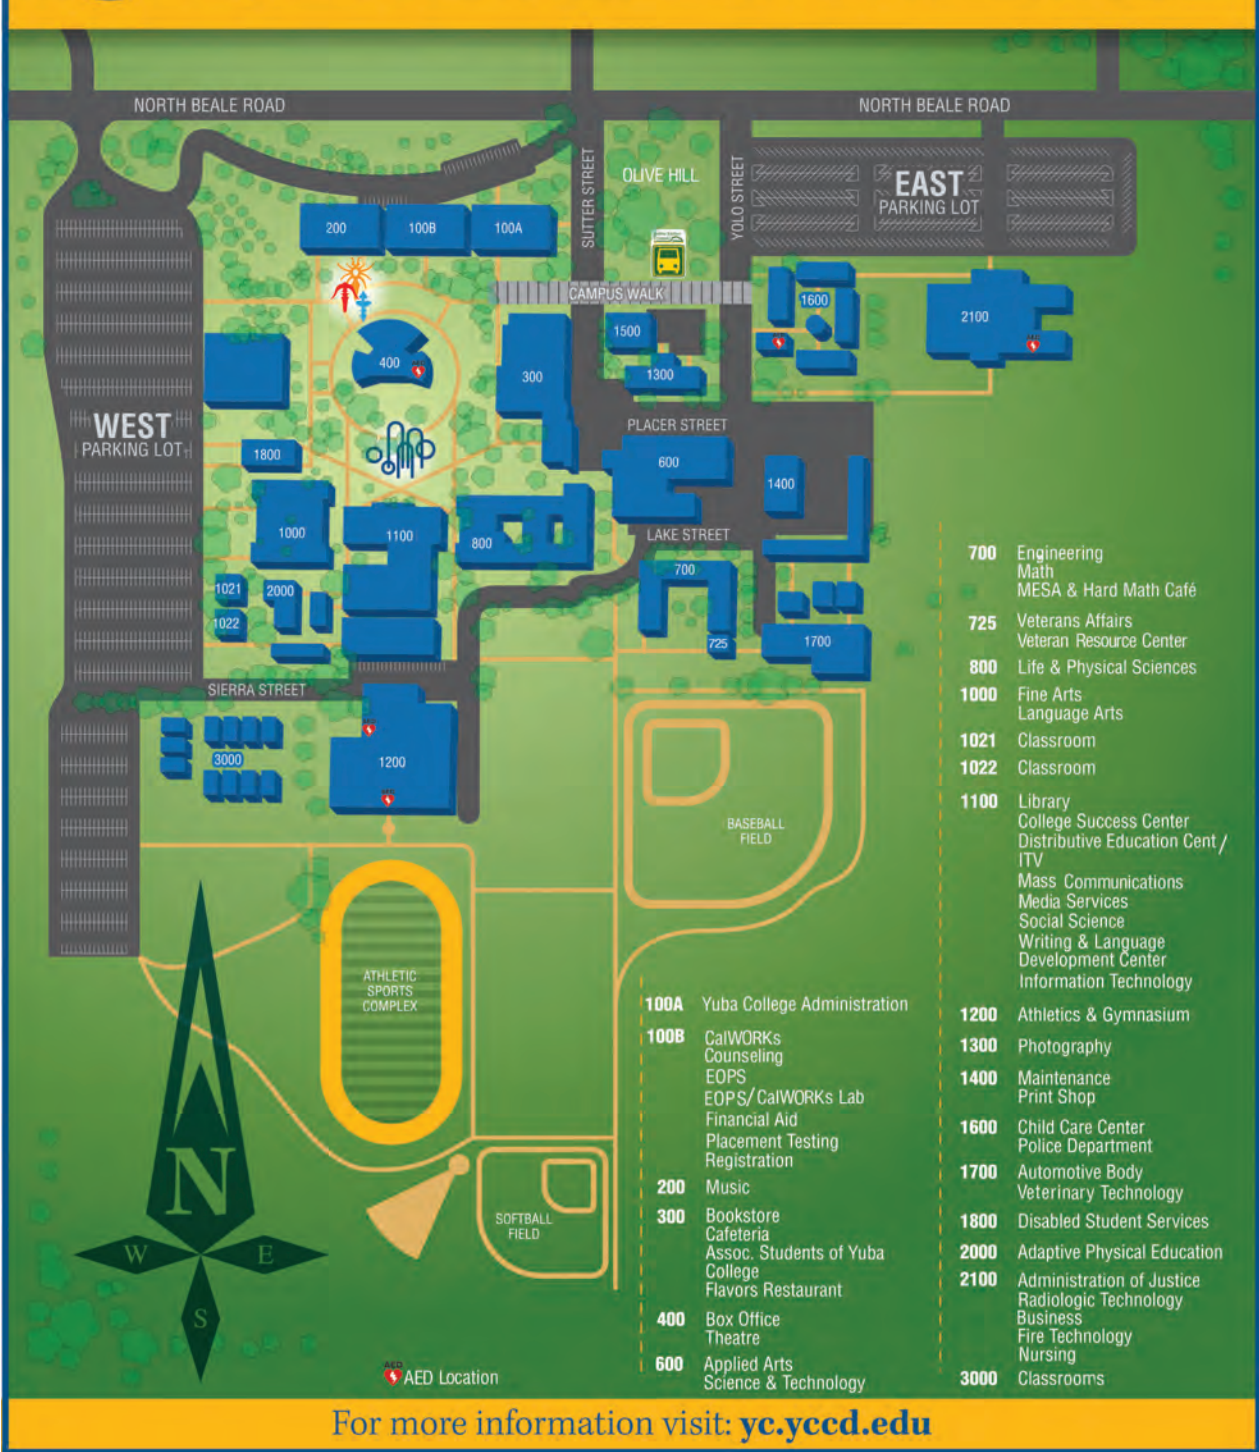 NORTH BEALE ROAD
NORTH BEALE ROAD
SUTTER STREET
OLIVE HILL
YOLO STREET
EAST
PARKING LOT
200
100B
100A
CAMPUS WALK
1600
2100
AED
AED
1500
400
AED
300
1300
WEST
PARKING LOT
PLACER STREET
1800
600
1400
1000
1100
800
LAKE STREET
700
1021
2000
1022
725
1700
SIERRA STREET
AED
3000
1200
AED
BASEBALL
FIELD
ATHLETIC
SPORTS
COMPLEX
SOFTBALL
FIELD
N
W
E
S
AED
AED Location
100A Yuba College Administration
100B CalWORKs
Counseling
EOPS
EOPS/CalWORKs Lab
Financial Aid
Placement Testing
Registration
200 Music
300 Bookstore
Cafeteria
Assoc. Students of Yuba
College
Flavors Restaurant
400 Box Office
Theatre
600 Applied Arts
Science & Technology
700 Engineering
Math
MESA & Hard Math Café
725 Veterans Affairs
Veteran Resource Center
800 Life & Physical Sciences
1000 Fine Arts
Language Arts
1021 Classroom
1022 Classroom
1100 Library
College Success Center
Distributive Education Cent/
ITV
Mass Communications
Media Services
Social Science
Writing & Language
Development Center
Information Technology
1200 Athletics & Gymnasium
1300 Photography
1400 Maintenance
Print Shop
1600 Child Care Center
Police Department
1700 Automotive Body
Veterinary Technology
1800 Disabled Student Services
2000 Adaptive Physical Education
2100 Administration of Justice
Radiologic Technology
Business
Fire Technology
Nursing
3000 Classrooms
For more information visit: yc.yccd.edu